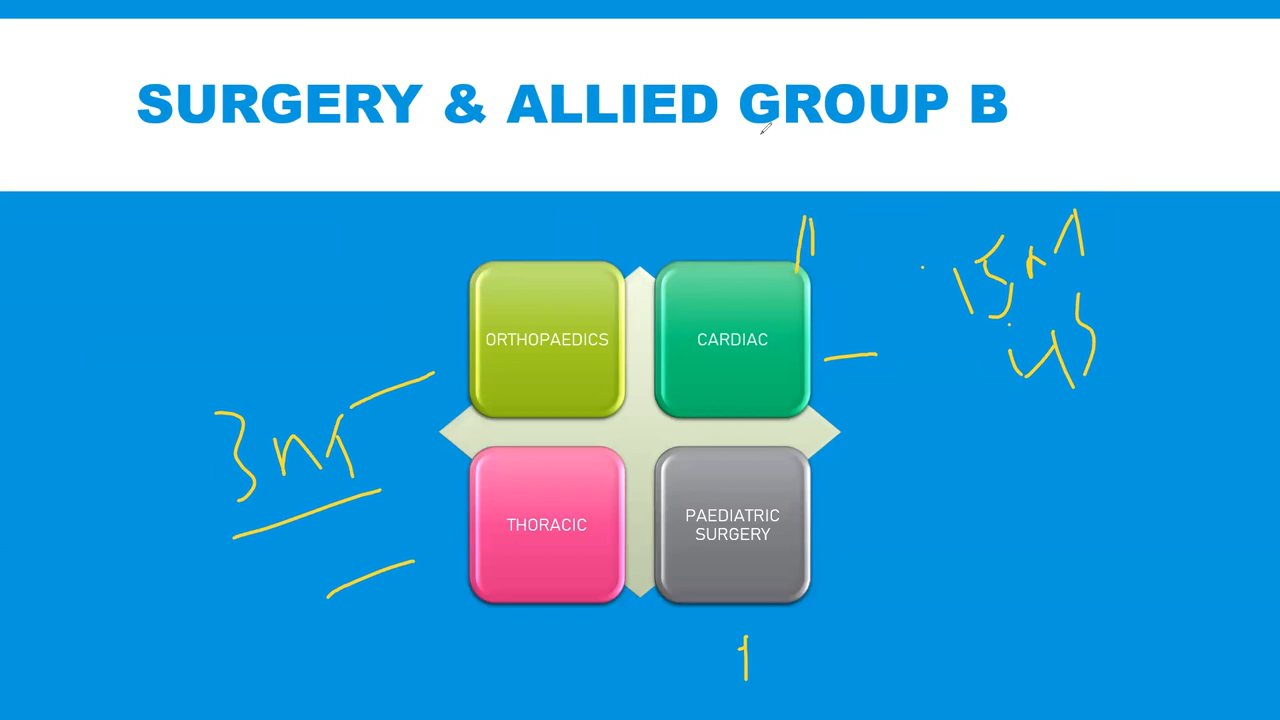 SURGERY & ALLIED GROUP B
ORTHOPAEDICS
CARDIAC
THORACIC
PAEDIATRIC
SURGERY